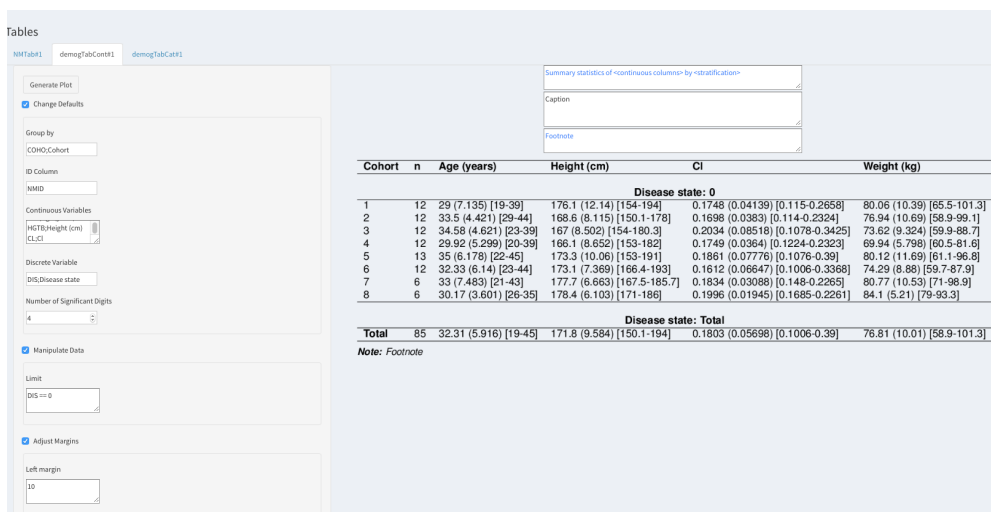 Tables
NMTab#1 demogTabCont#1 demogTabCat#1
Generate Plot
Change Defaults
Group by
COHO;Cohort
ID Column
NMID
Continuous Variables
HGTB;Height (cm)
CL;Cl
Discrete Variable
DIS;Disease state
Number of Significant Digits
4
Manipulate Data
Limit
DIS == 0
Adjust Margins
Left margin
10
Summary statistics of <continuous columns> by <stratification>
Caption
Footnote
Cohort n Age (years) Height (cm) Cl Weight (kg)
Disease state: 0
1 12 29 (7.135) [19-39] 176.1 (12.14) [154-194] 0.1748 (0.04139) [0.115-0.2658] 80.06 (10.39) [65.5-101.3]
2 12 33.5 (4.421) [29-44] 168.6 (8.115) [150.1-178] 0.1698 (0.0383) [0.114-0.2324] 76.94 (10.69) [58.9-99.1]
3 12 34.58 (4.621) [23-39] 167 (8.502) [154-180.3] 0.2034 (0.08518) [0.1078-0.3425] 73.62 (9.324) [59.9-88.7]
4 12 29.92 (5.299) [20-39] 166.1 (8.652) [153-182] 0.1749 (0.0364) [0.1224-0.2323] 69.94 (5.798) [60.5-81.6]
5 13 35 (6.178) [22-45] 173.3 (10.06) [153-191] 0.1861 (0.07776) [0.1076-0.39] 80.12 (11.69) [61.1-96.8]
6 12 32.33 (6.14) [23-44] 173.1 (7.369) [166.4-193] 0.1612 (0.06647) [0.1006-0.3368] 74.29 (8.88) [59.7-87.9]
7 6 33 (7.483) [21-43] 177.7 (6.663) [167.5-185.7] 0.1834 (0.03088) [0.148-0.2265] 80.77 (10.53) [71-98.9]
8 6 30.17 (3.601) [26-35] 178.4 (6.103) [171-186] 0.1996 (0.01945) [0.1685-0.2261] 84.1 (5.21) [79-93.3]
Disease state: Total
Total 85 32.31 (5.916) [19-45] 171.8 (9.584) [150.1-194] 0.1803 (0.05698) [0.1006-0.39] 76.81 (10.01) [58.9-101.3]
Note: Footnote